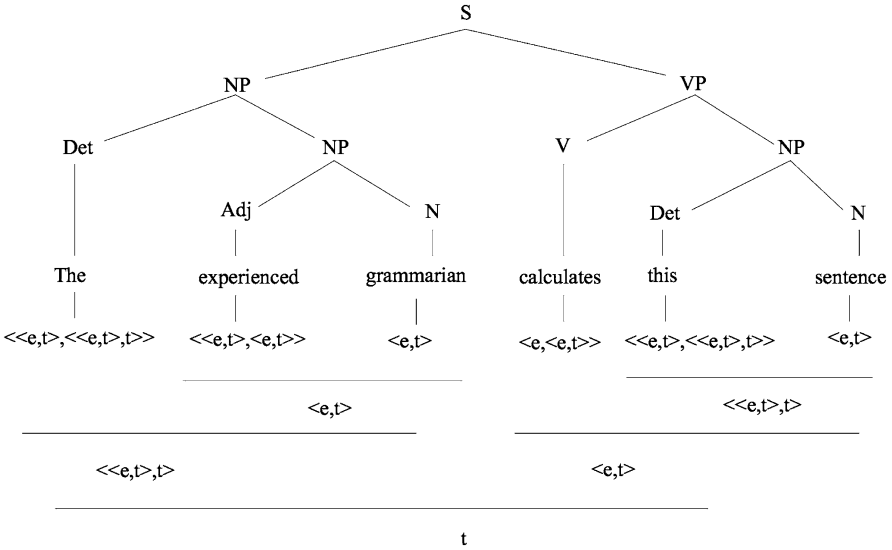 S
NP VP
Det NP V NP
Adj N Det N
The experienced grammarian calculates this sentence
<<e,t>,<<e,t>,t>> <<e,t>,<e,t>> <e,t> <e,<e,t>> <<e,t>,<<e,t>,t>> <e,t>
<e,t> <<e,t>,t>
<<e,t>,t> <e,t>
t